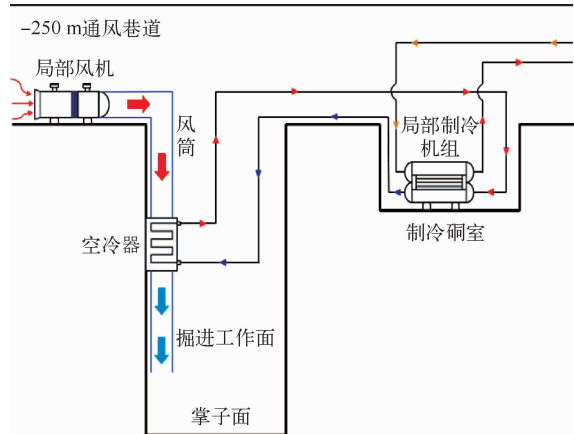 -250 m通风巷道
局部风机
风
筒
局部制冷
机组
空冷器
制冷硐室
掘进工作面
掌子面